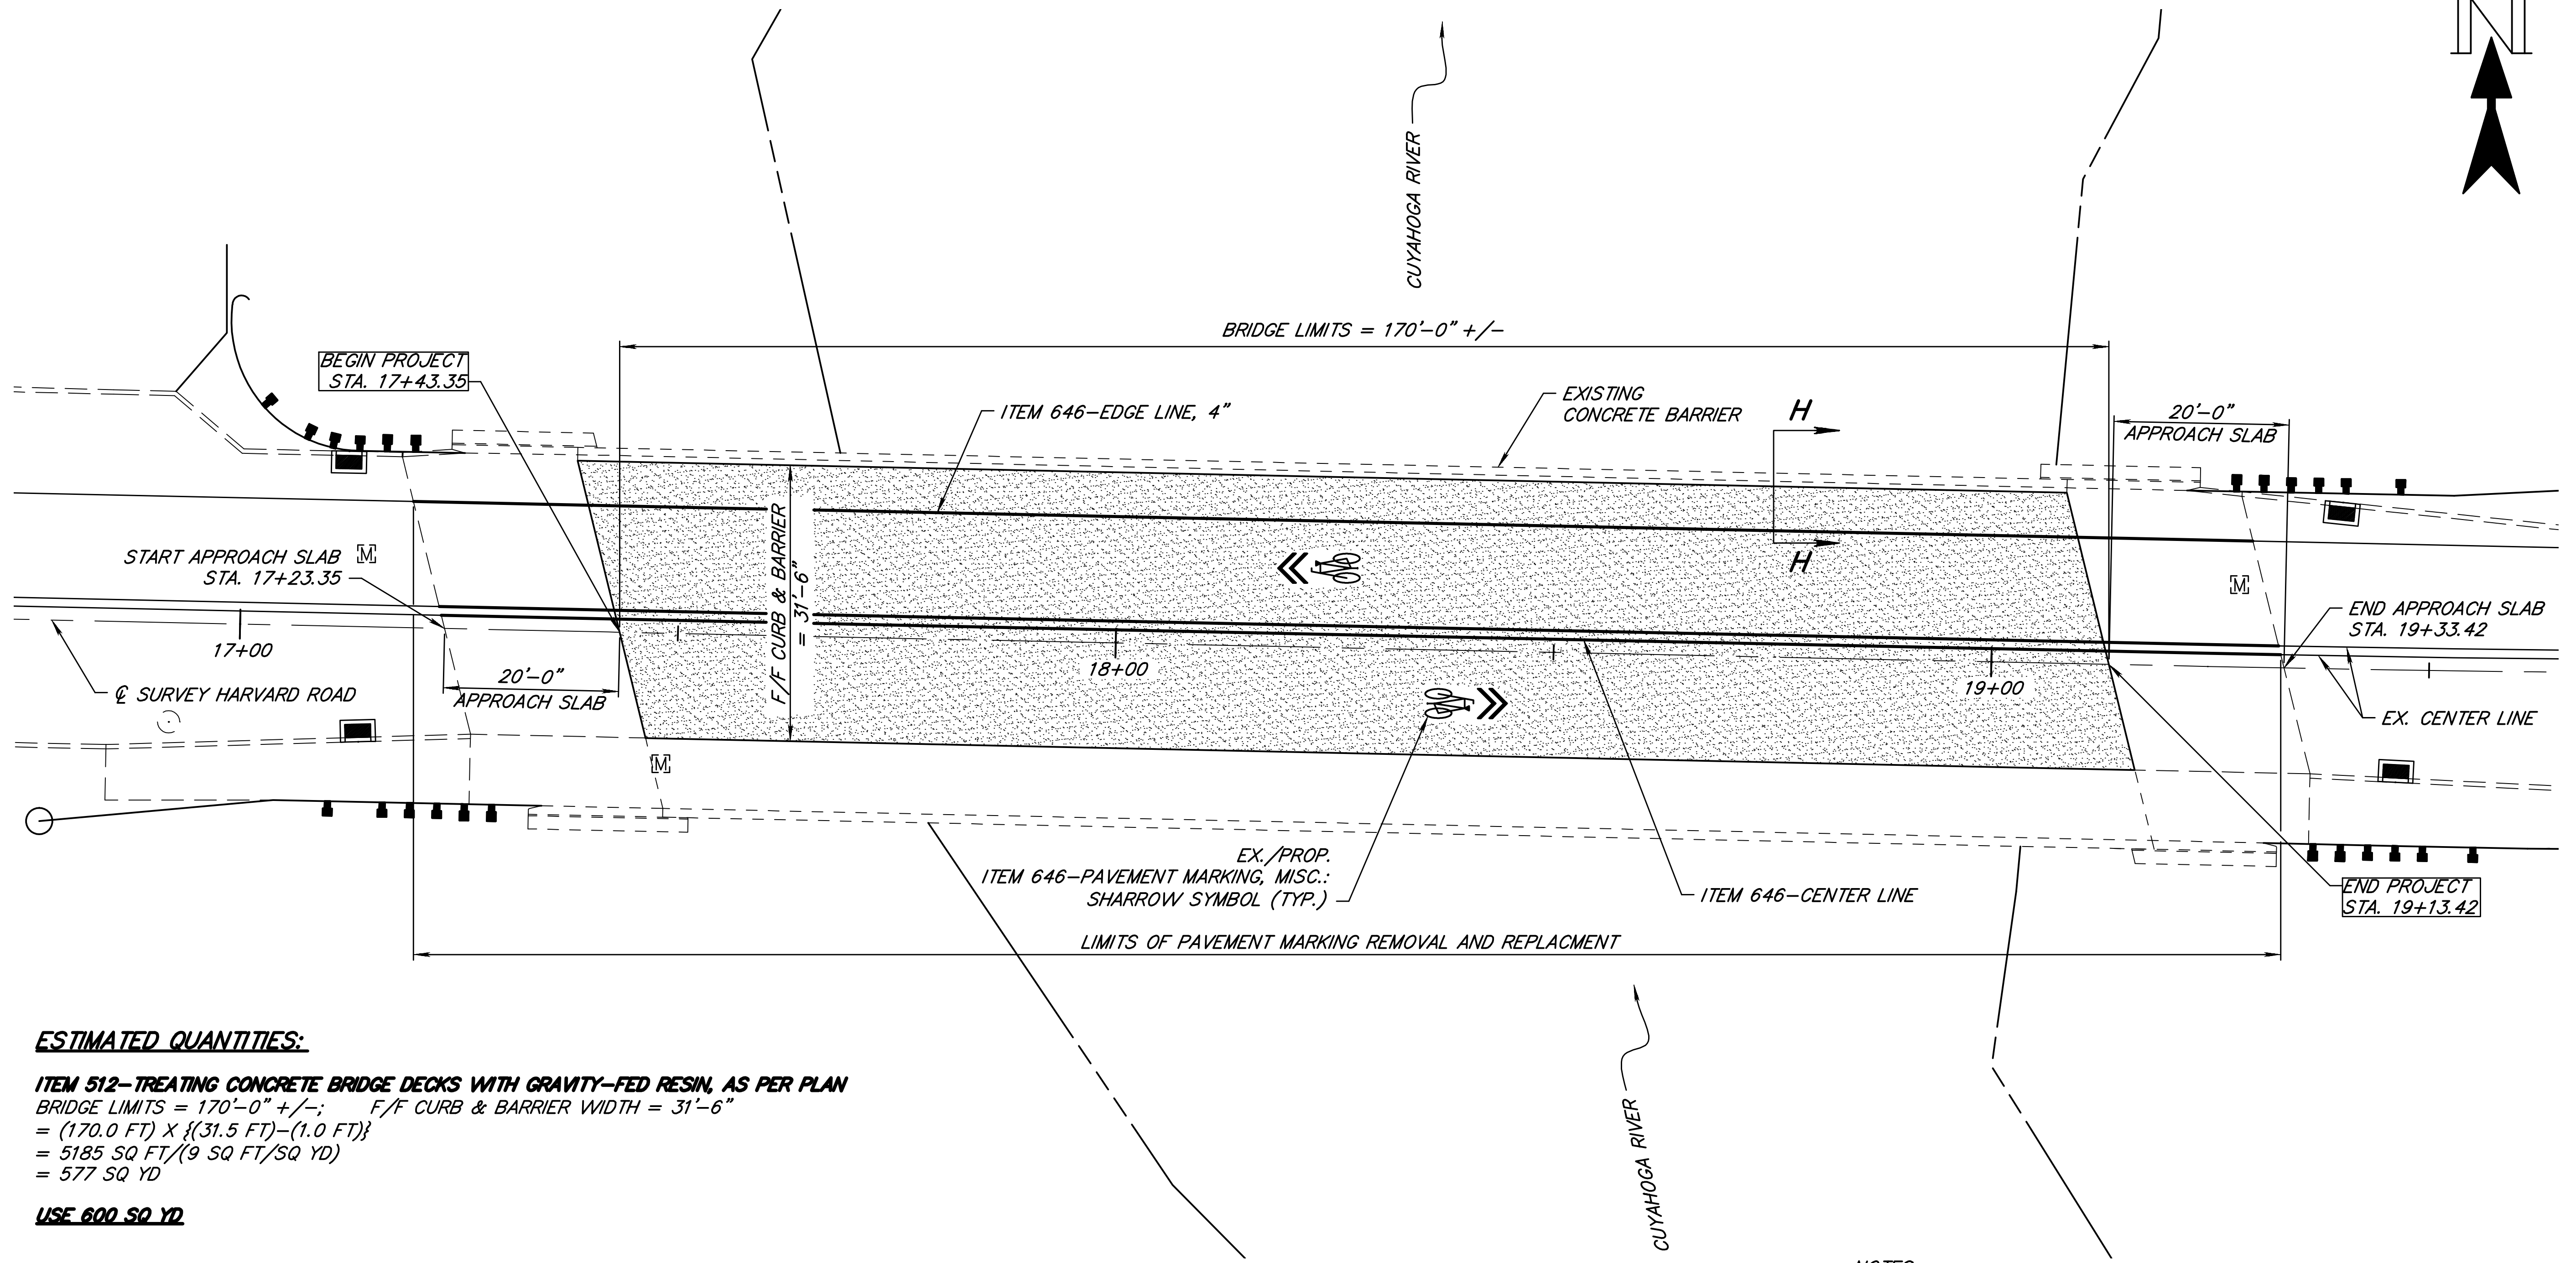 N
CUYAHOGA RIVER
BRIDGE LIMITS = 170'-0" +/-
BEGIN PROJECT
STA. 17+43.35
ITEM 646-EDGE LINE, 4"
EXISTING
CONCRETE BARRIER
H
20'-0"
APPROACH SLAB
F/F CURB & BARRIER
= 31'-6"
H
START APPROACH SLAB
STA. 17+23.35
M
M
END APPROACH SLAB
STA. 19+33.42
17+00
18+00
19+00
20'-0"
APPROACH SLAB
℄ SURVEY HARVARD ROAD
EX. CENTER LINE
M
EX./PROP.
ITEM 646-PAVEMENT MARKING, MISC.:
SHARROW SYMBOL (TYP.)
ITEM 646-CENTER LINE
END PROJECT
STA. 19+13.42
LIMITS OF PAVEMENT MARKING REMOVAL AND REPLACMENT
CUYAHOGA RIVER
ESTIMATED QUANTITIES:
ITEM 512-TREATING CONCRETE BRIDGE DECKS WITH GRAVITY-FED RESIN, AS PER PLAN
BRIDGE LIMITS = 170'-0" +/-; F/F CURB & BARRIER WIDTH = 31'-6"
= (170.0 FT) X {(31.5 FT)-(1.0 FT)}
= 5185 SQ FT/(9 SQ FT/SQ YD)
= 577 SQ YD
USE 600 SQ YD